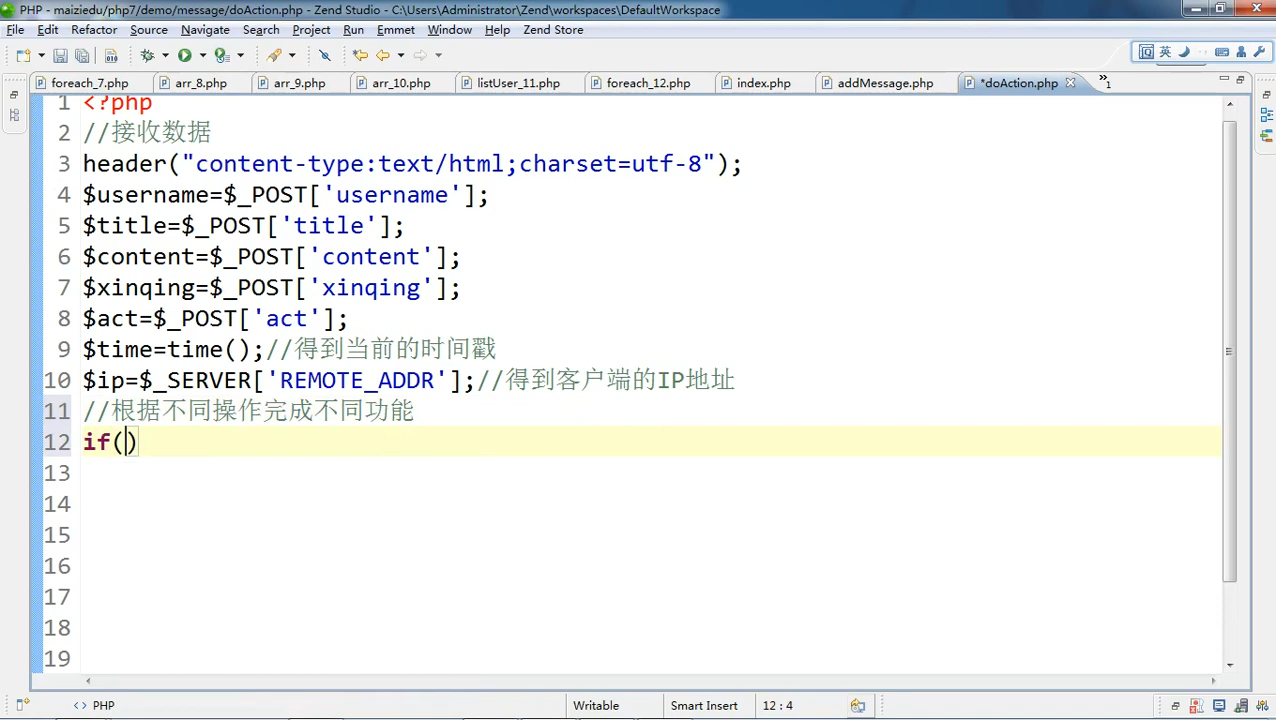 PHP - maiziedu/php7/demo/message/doAction.php - Zend Studio - C:\Users\Administrator\Zend\workspaces\DefaultWorkspace
File Edit Refactor Source Navigate Search Project Run Emmet Window Help Zend Store
英
foreach_7.php arr_8.php arr_9.php arr_10.php listUser_11.php foreach_12.php index.php addMessage.php *doAction.php »1
1 <?php
2 //接收数据
3 header("content-type:text/html;charset=utf-8");
4 $username=$_POST['username'];
5 $title=$_POST['title'];
6 $content=$_POST['content'];
7 $xinqing=$_POST['xinqing'];
8 $act=$_POST['act'];
9 $time=time();//得到当前的时间戳
10 $ip=$_SERVER['REMOTE_ADDR'];//得到客户端的IP地址
11 //根据不同操作完成不同功能
12 if()
13
14
15
16
17
18
19
<> PHP Writable Smart Insert 12 : 4